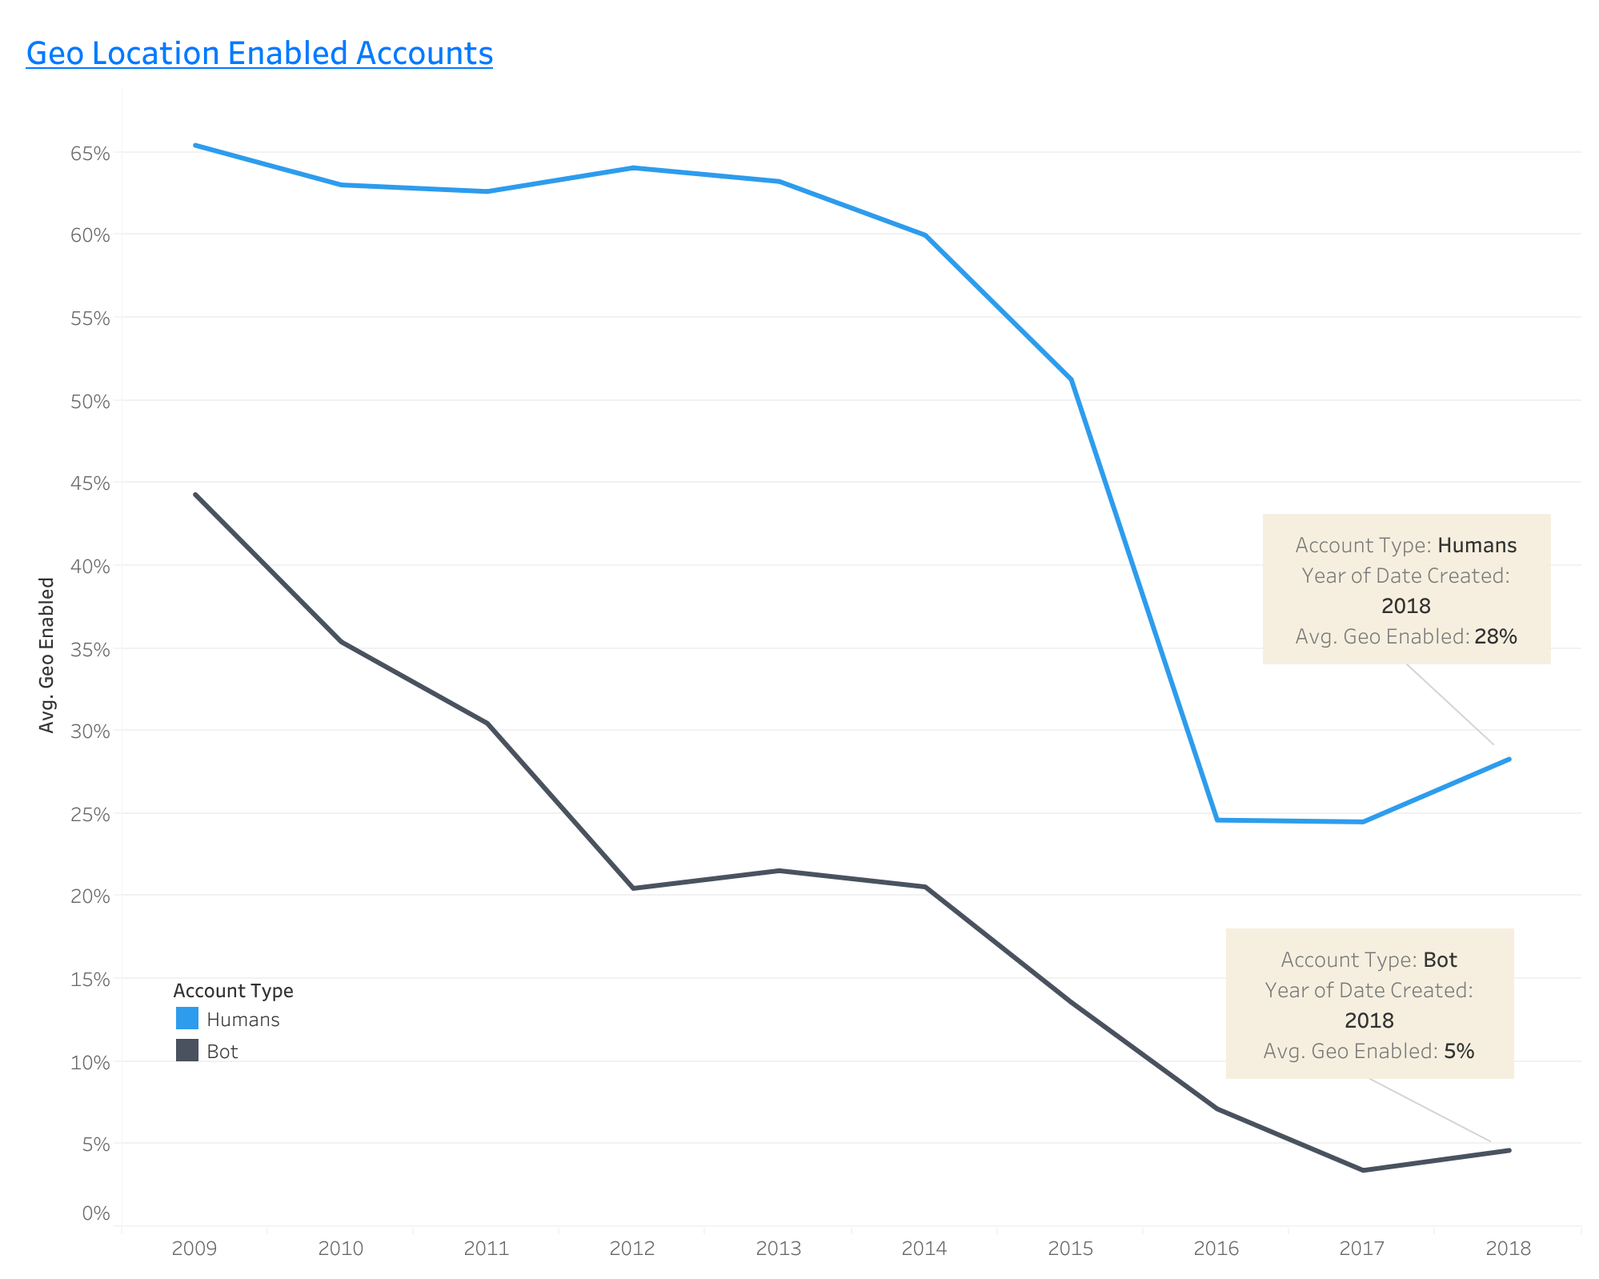 Geo Location Enabled Accounts
65%
60%
55%
50%
45%
40%
35%
30%
25%
20%
15%
10%
5%
0%
Avg. Geo Enabled
Account Type: Humans
Year of Date Created:
2018
Avg. Geo Enabled: 28%
Account Type: Bot
Year of Date Created:
2018
Avg. Geo Enabled: 5%
Account Type
Humans
Bot
2009 2010 2011 2012 2013 2014 2015 2016 2017 2018